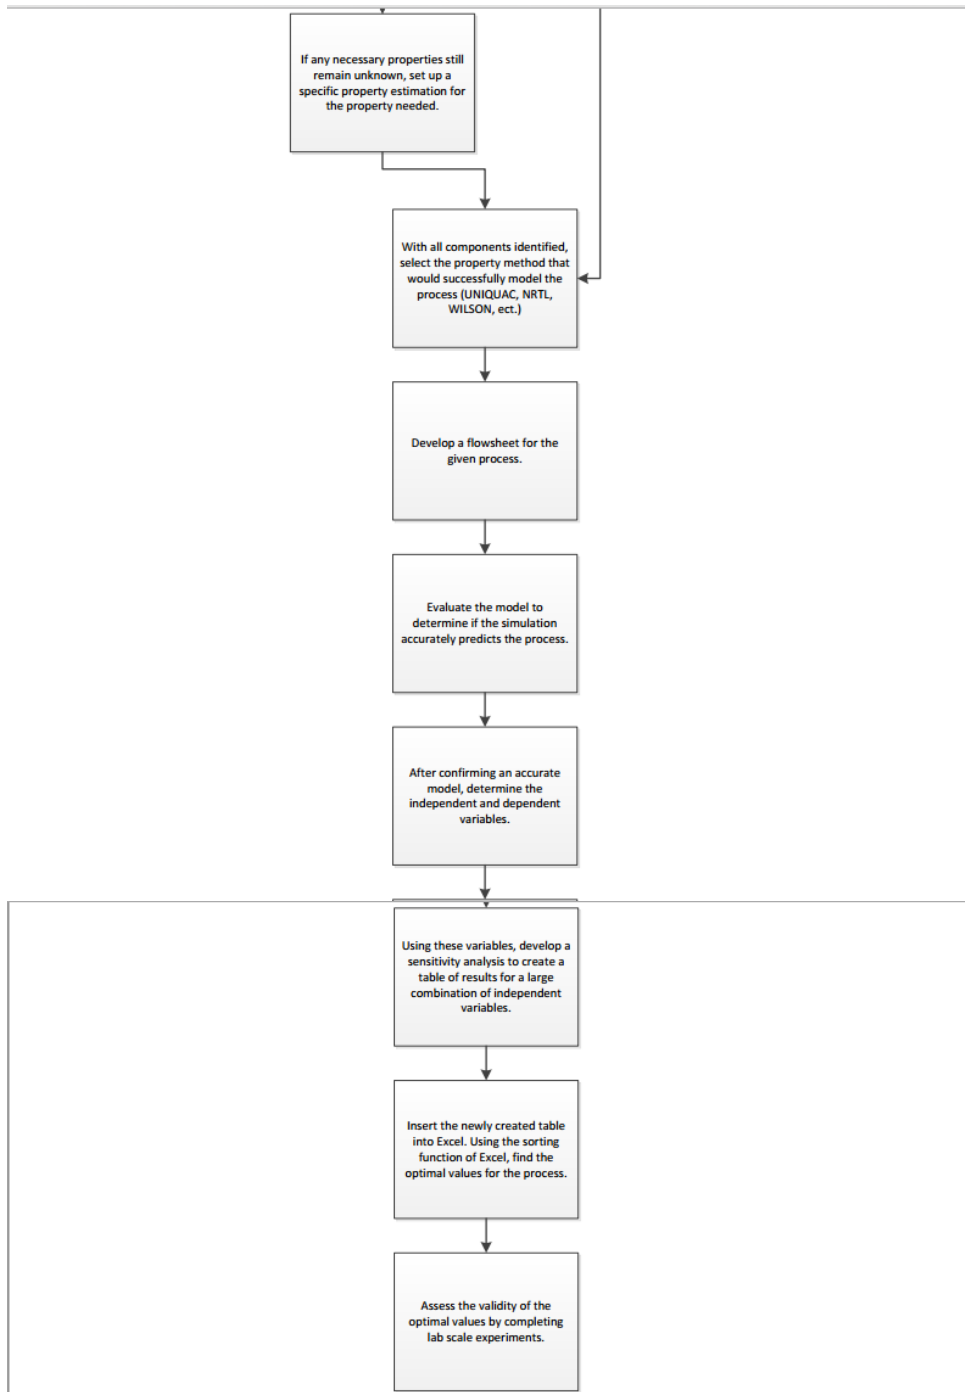 If any necessary properties still
remain unknown, set up a
specific property estimation for
the property needed.
With all components identified,
select the property method that
would successfully model the
process (UNIQUAC, NRTL,
WILSON, ect.)
Develop a flowsheet for the
given process.
Evaluate the model to
determine if the simulation
accurately predicts the process.
After confirming an accurate
model, determine the
independent and dependent
variables.
Using these variables, develop a
sensitivity analysis to create a
table of results for a large
combination of independent
variables.
Insert the newly created table
into Excel. Using the sorting
function of Excel, find the
optimal values for the process.
Assess the validity of the
optimal values by completing
lab scale experiments.